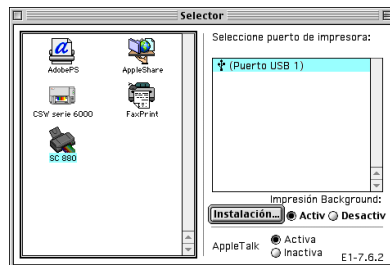 Selector
Seleccione puerto de impresora:
AdobePS
AppleShare
(Puerto USB 1)
CSW serie 6000
FaxPrint
SC 880
Impresión Background:
Instalación...
Activ
Desactiv
AppleTalk
Activa
Inactiva
E1-7.6.2